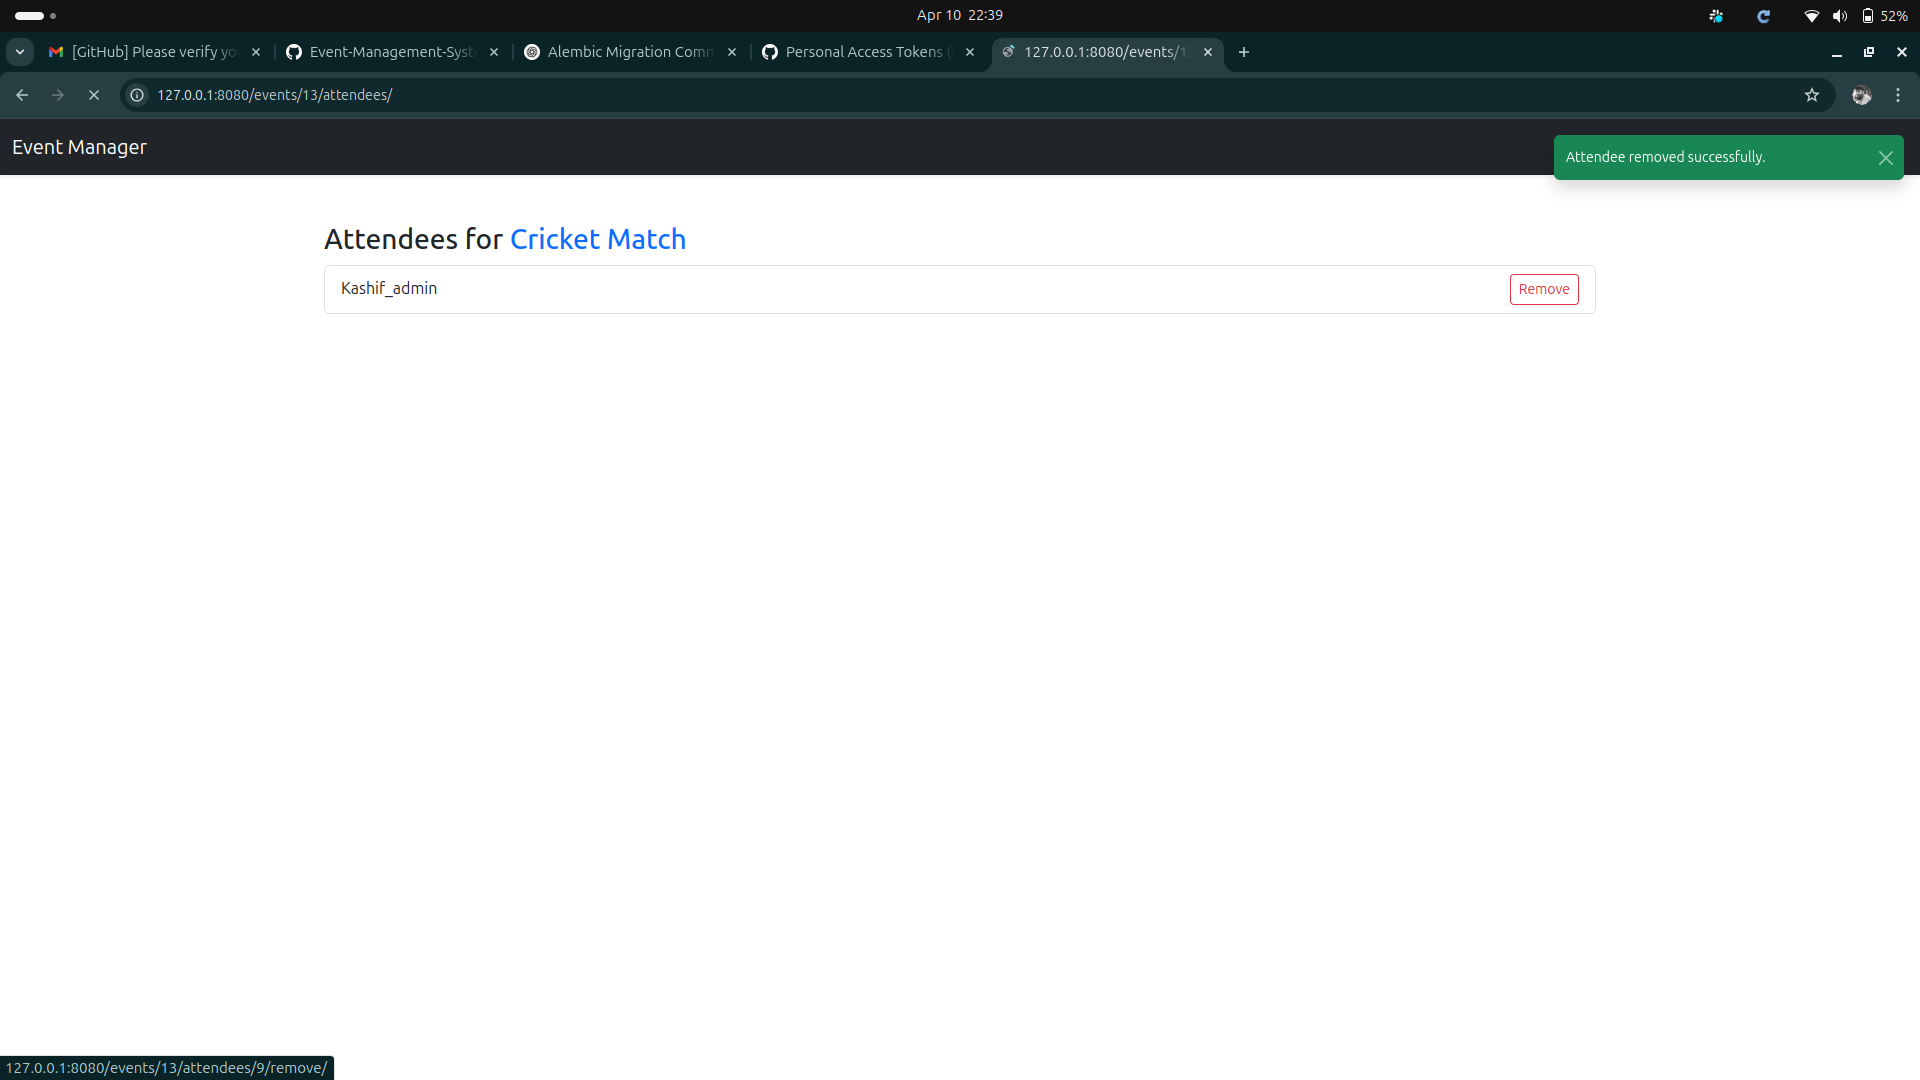 Apr 10 22:39
52%
[GitHub] Please verify yo
Event-Management-Syst
Alembic Migration Comm
Personal Access Tokens (
127.0.0.1:8080/events/1
127.0.0.1:8080/events/13/attendees/
Event Manager
Attendee removed successfully.
Attendees for Cricket Match
Kashif_admin
Remove
127.0.0.1:8080/events/13/attendees/9/remove/